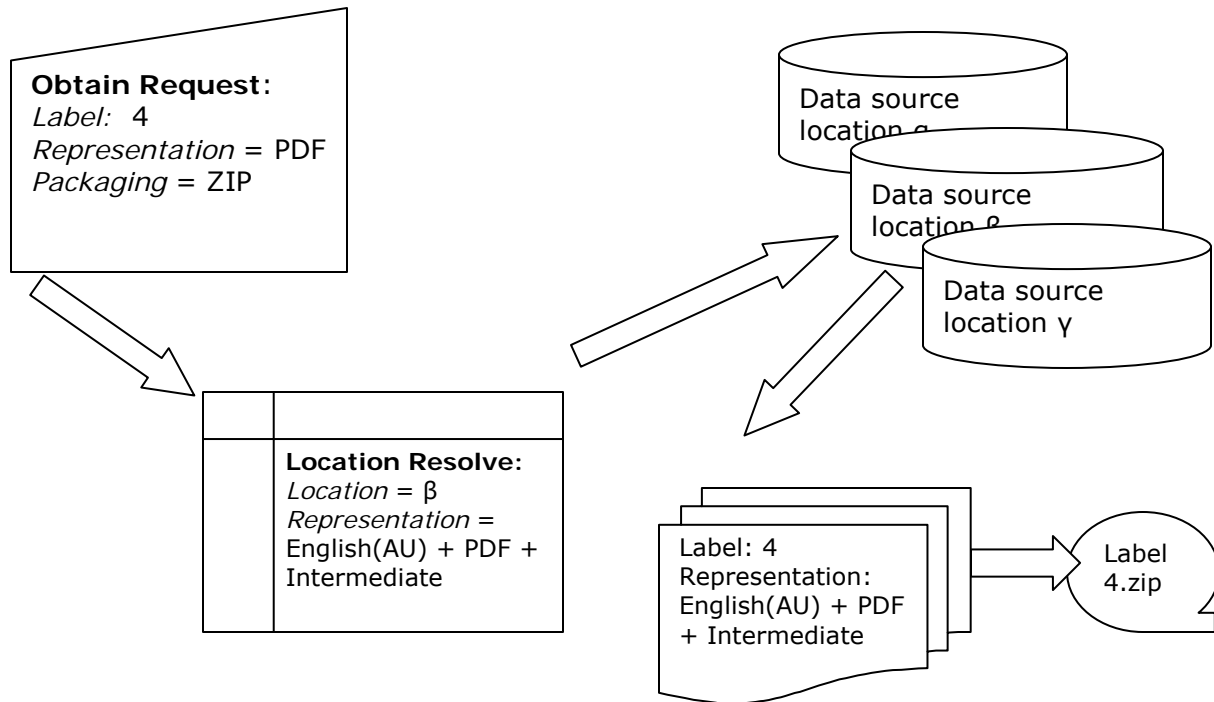 Obtain Request:
Label: 4
Representation = PDF
Packaging = ZIP
Data source
location
Data source
location
Data source
location γ
Location Resolve:
Location = β
Representation =
English(AU) + PDF +
Intermediate
Label: 4
Representation:
English(AU) + PDF
+ Intermediate
Label
4.zip